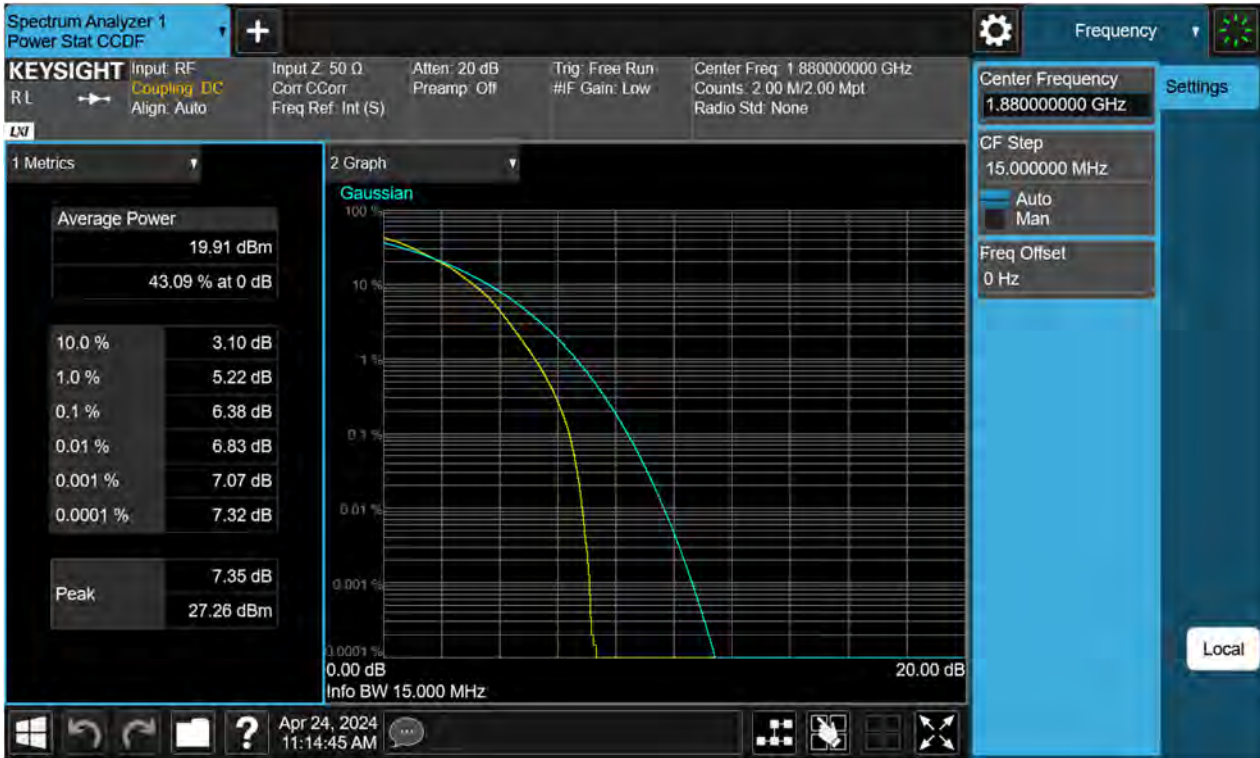 Spectrum Analyzer 1
Power Stat CCDF
+
Frequency
KEYSIGHT
R L
LXI
Input: RF
Coupling: DC
Align: Auto
Input Z: 50 Ω
Corr CCorr
Freq Ref: Int (S)
Atten: 20 dB
Preamp: Off
Trig: Free Run
#IF Gain: Low
Center Freq: 1.880000000 GHz
Counts: 2.00 M/2.00 Mpt
Radio Std: None
Center Frequency
1.880000000 GHz
Settings
CF Step
15.000000 MHz
Auto
Man
Freq Offset
0 Hz
1 Metrics
Average Power
19.91 dBm
43.09 % at 0 dB
10.0 % 3.10 dB
1.0 % 5.22 dB
0.1 % 6.38 dB
0.01 % 6.83 dB
0.001 % 7.07 dB
0.0001 % 7.32 dB
Peak
7.35 dB
27.26 dBm
2 Graph
Gaussian
100 %
10 %
1 %
0.1 %
0.01 %
0.001 %
0.0001 %
0.00 dB 20.00 dB
Info BW 15.000 MHz
Local
?
Apr 24, 2024
11:14:45 AM